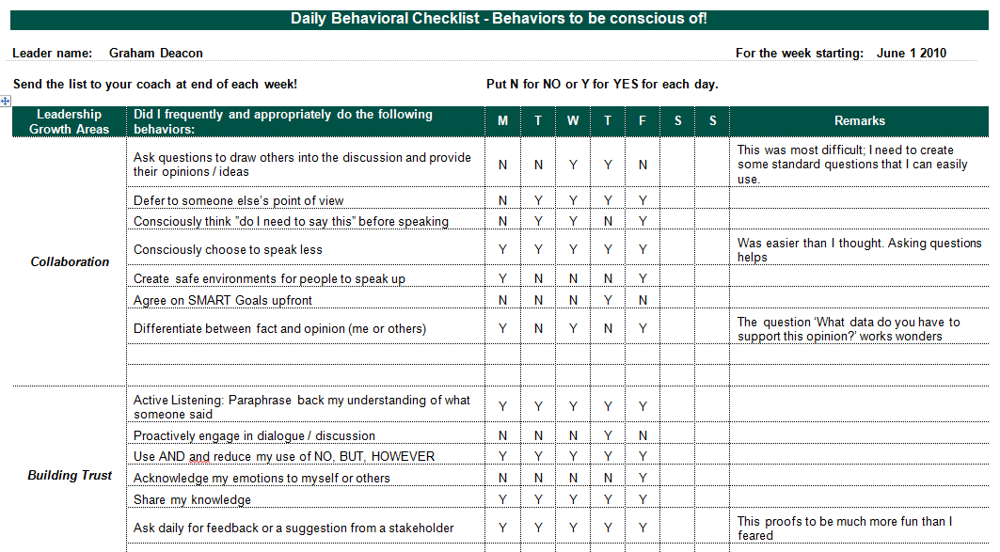 Daily Behavioral Checklist - Behaviors to be conscious of!
Leader name: Graham Deacon For the week starting: June 1 2010
Send the list to your coach at end of each week! Put N for NO or Y for YES for each day.
Leadership Growth Areas Did I frequently and appropriately do the following behaviors: M T W T F S S Remarks
Collaboration
Ask questions to draw others into the discussion and provide
their opinions / ideas
N N Y Y N
This was most difficult; I need to create
some standard questions that I can easily
use.
Defer to someone else's point of view N Y Y Y Y
Consciously think "do I need to say this" before speaking N Y Y N Y
Consciously choose to speak less Y Y Y Y Y
Was easier than I thought. Asking questions
helps
Create safe environments for people to speak up Y N N N Y
Agree on SMART Goals upfront N N N Y N
Differentiate between fact and opinion (me or others) Y N Y N Y
The question 'What data do you have to
support this opinion?' works wonders
Building Trust
Active Listening: Paraphrase back my understanding of what
someone said
Y Y Y Y Y
Proactively engage in dialogue / discussion N N N Y N
Use AND and reduce my use of NO, BUT, HOWEVER Y Y Y Y Y
Acknowledge my emotions to myself or others N N N N Y
Share my knowledge Y Y Y Y Y
Ask daily for feedback or a suggestion from a stakeholder Y Y Y Y Y
This proofs to be much more fun than I
feared